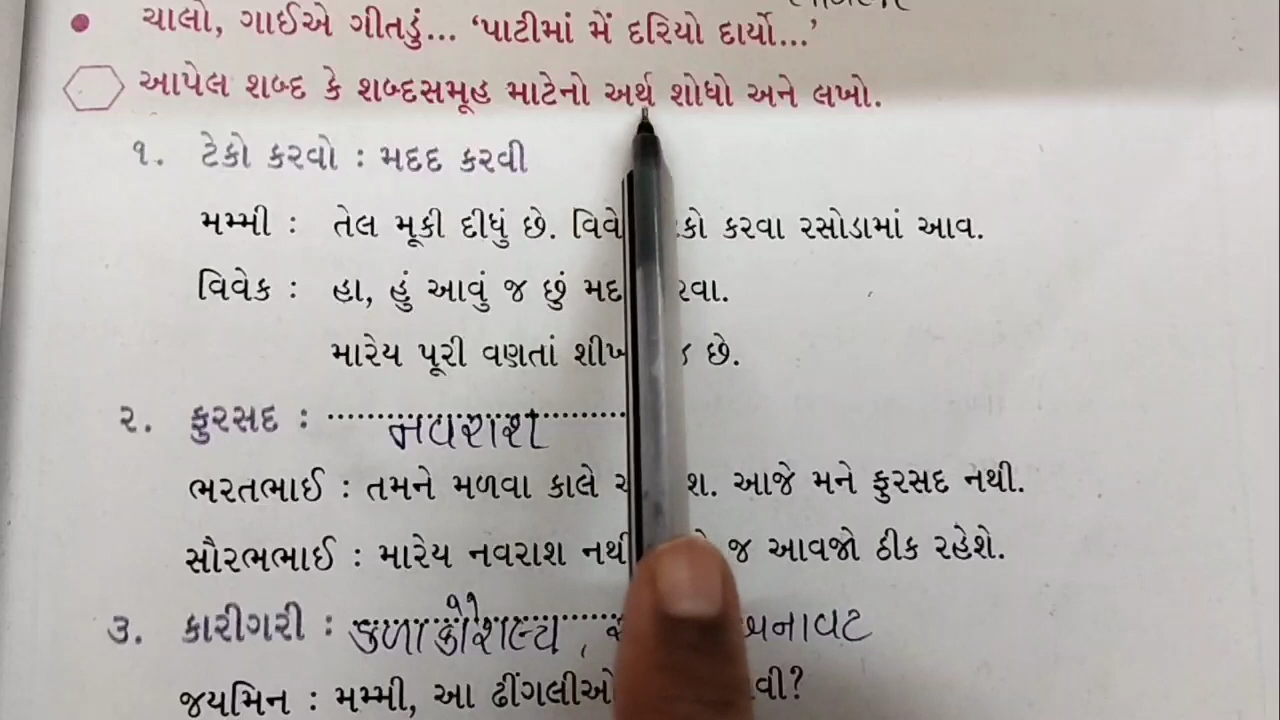 ચાલો, ગાઈએ ગીતડું... ‘પાટીમાં મેં દરિયો દાર્યો...’
આપેલ શબ્દ કે શબ્દસમૂહ માટેનો અર્થ શોધો અને લખો.
૧. ટેકો કરવો : મદદ કરવી
મમ્મી : તેલ મૂકી દીધું છે. કરવા રસોડામાં આવ.
વિવેક : હા, હું આવું જ છું
મારેય પૂરી વણતાં છે.
૨. ફુરસદ : નવરાશ
ભરતભાઈ : તમને મળવા કાલે આજે મને ફુરસદ નથી.
સૌરભભાઈ : મારેય નવરાશ નથી જ આવજો ઠીક રહેશે.
૩. કારીગરી : કળા કૌશલ્ય , બનાવટ
જયમિન : મમ્મી, આ ઢીંગલીઓ